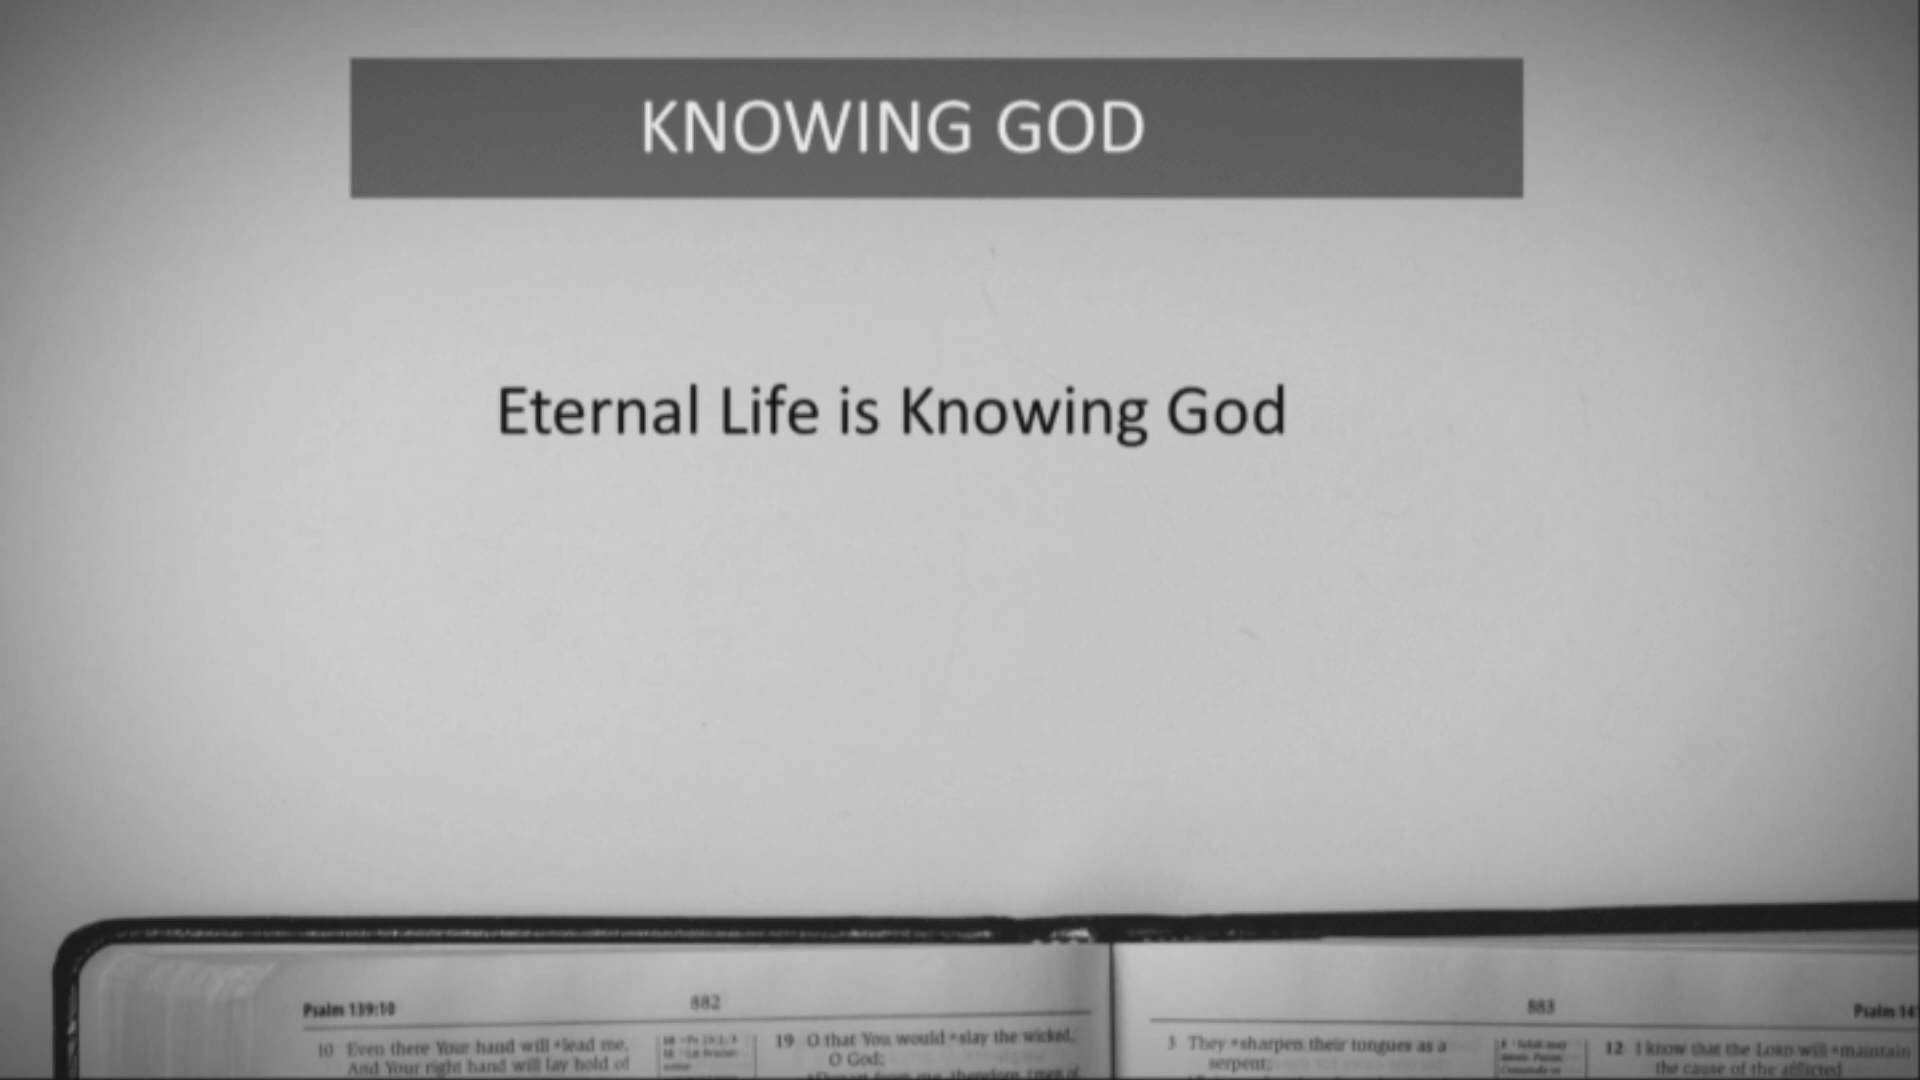 KNOWING GOD
Eternal Life is Knowing God
Psalm 139:10
882
10 Even there Your hand will *lead me,
And Your right hand will lay hold of
19 O that You would *slay the wicked,
O God;
883
Psalm 14
3 They *sharpen their tongues as a
serpent;
12 I know that the LORD will *maintain
the cause of the afflicted